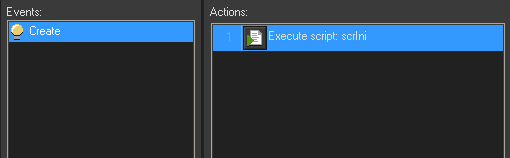 Events:
Create
Actions:
1
Execute script: scrIni